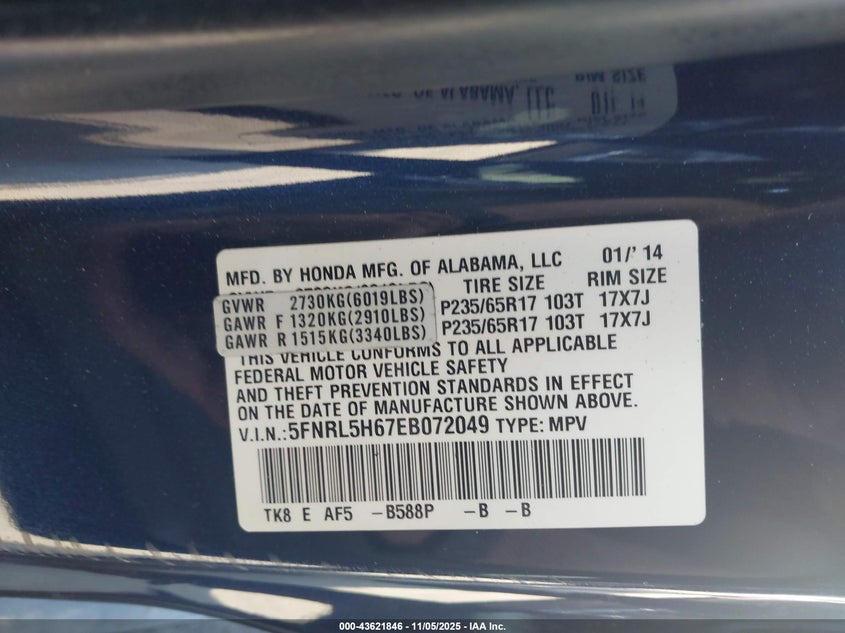 MFD. BY HONDA MFG. OF ALABAMA, LLC 01/' 14
TIRE SIZE RIM SIZE
GVWR 2730KG(6019LBS)
GAWR F 1320KG(2910LBS) P235/65R17 103T 17X7J
GAWR R 1515KG(3340LBS) P235/65R17 103T 17X7J
THIS VEHICLE CONFORMS TO ALL APPLICABLE
FEDERAL MOTOR VEHICLE SAFETY
AND THEFT PREVENTION STANDARDS IN EFFECT
ON THE DATE OF MANUFACTURE SHOWN ABOVE.
V.I.N.:5FNRL5H67EB072049 TYPE: MPV
TK8 E AF5 -B588P -B -B
000-43621846 - 11/05/2025 - IAA Inc.